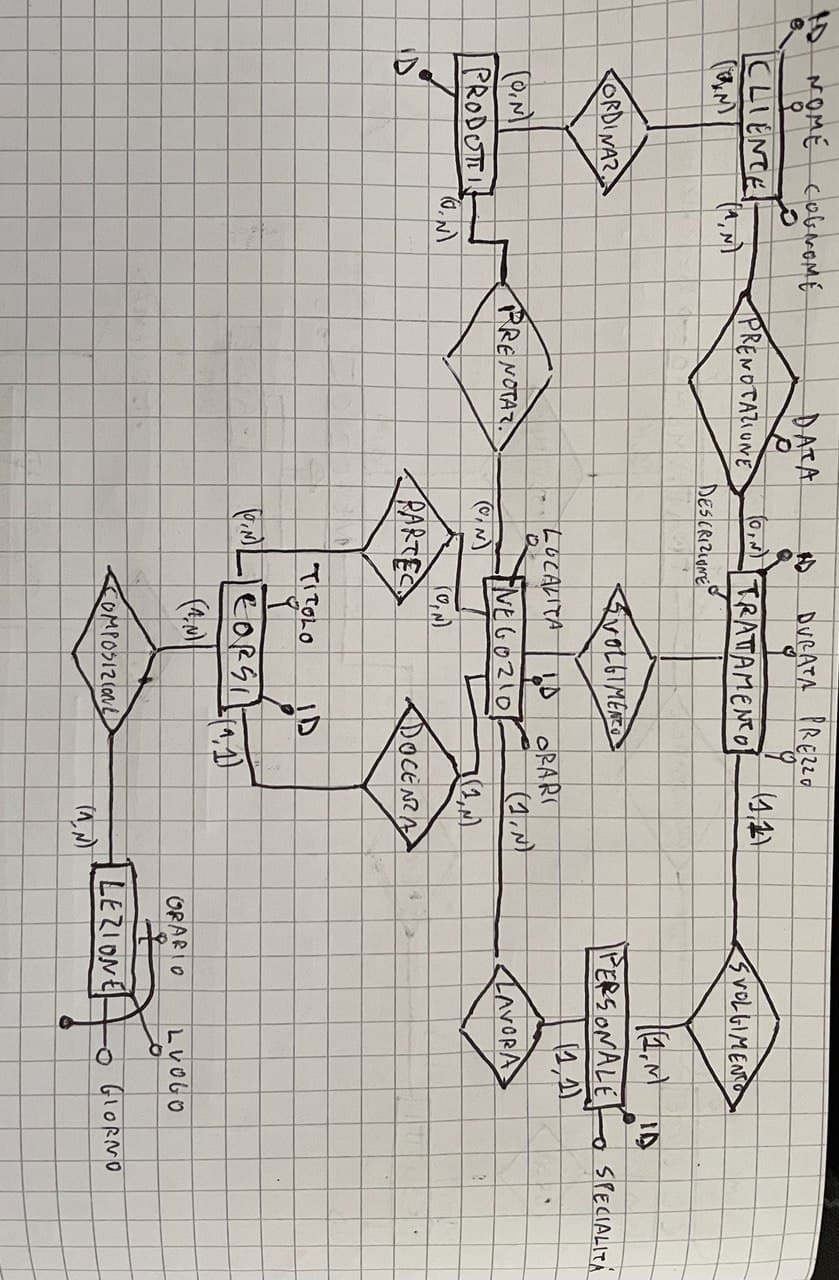 ID NOME COGNOME
CLIENTE
(0,N)
(1,N)
PRENOTAZIONE
DATA
(0,N)
ID
DESCRIZIONE
TRATTAMENTO
DURATA PREZZO
(1,1)
SVOLGIMENTO
(1,N)
ORDINAZ.
(0,N)
PRODOTTI
ID
(0,N)
PRENOTAZ.
(0,N)
LOCALITA
NEGOZIO
ID
ORARI
SVOLGIMENTO
(1,N)
LAVORA
(1,1)
PERSONALE
ID
SPECIALITÀ
PARTEC.
(0,N)
(0,N)
DOCENZA
(1,N)
(1,1)
TITOLO
CORSI
ID
(1,N)
COMPOSIZIONE
(1,N)
LEZIONE
ORARIO
LUOGO
GIORNO